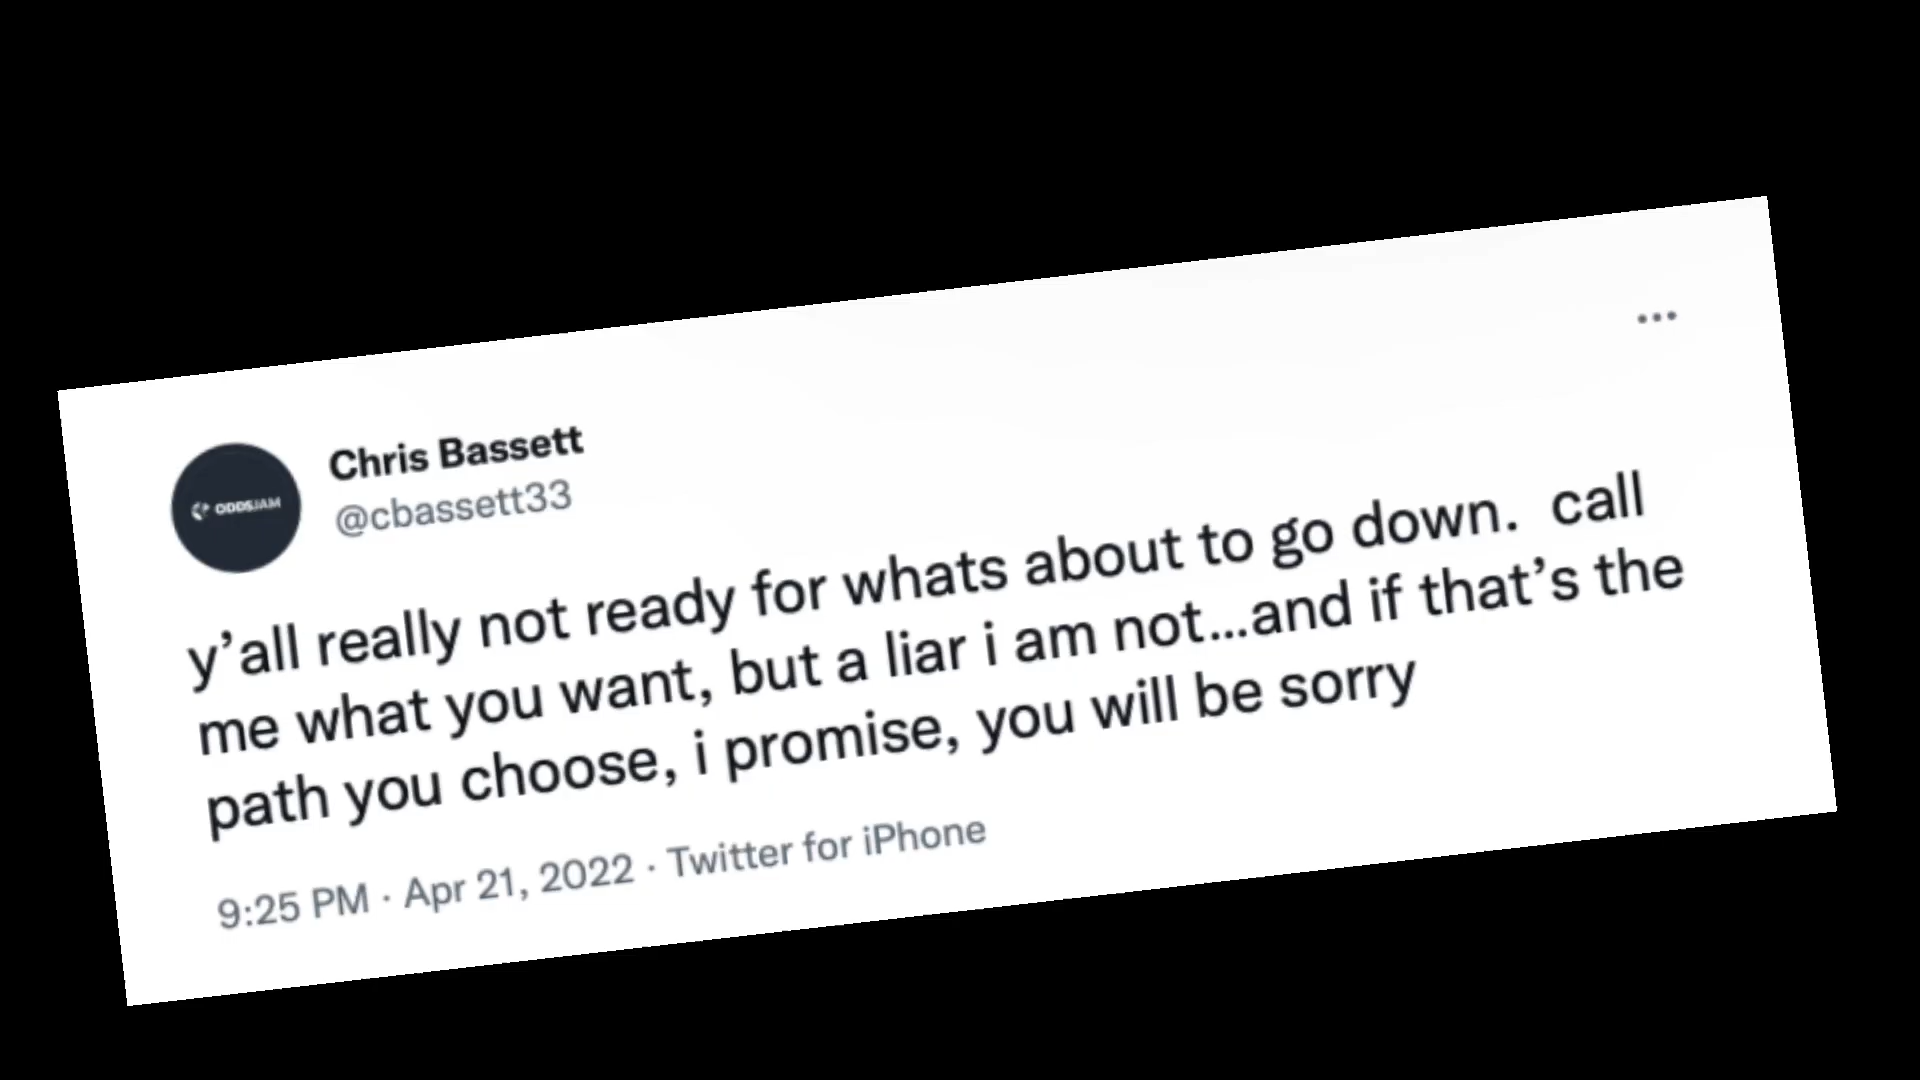 Chris Bassett
@cbassett33
ODDSJAM
y’all really not ready for whats about to go down.  call
me what you want, but a liar i am not...and if that’s the
path you choose, i promise, you will be sorry
9:25 PM · Apr 21, 2022 · Twitter for iPhone